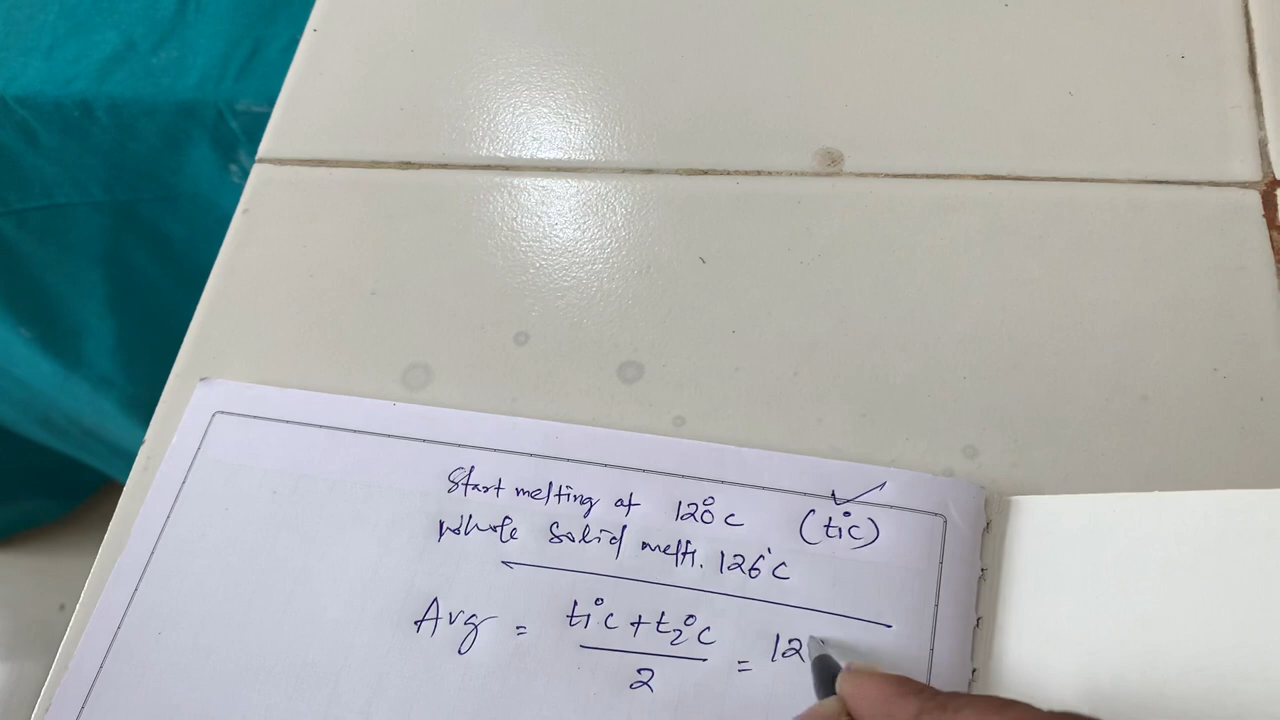 Start melting at 120°C (t1°c)
Whole solid melts. 126°C
Avg = t1°c + t2°c / 2 = 12